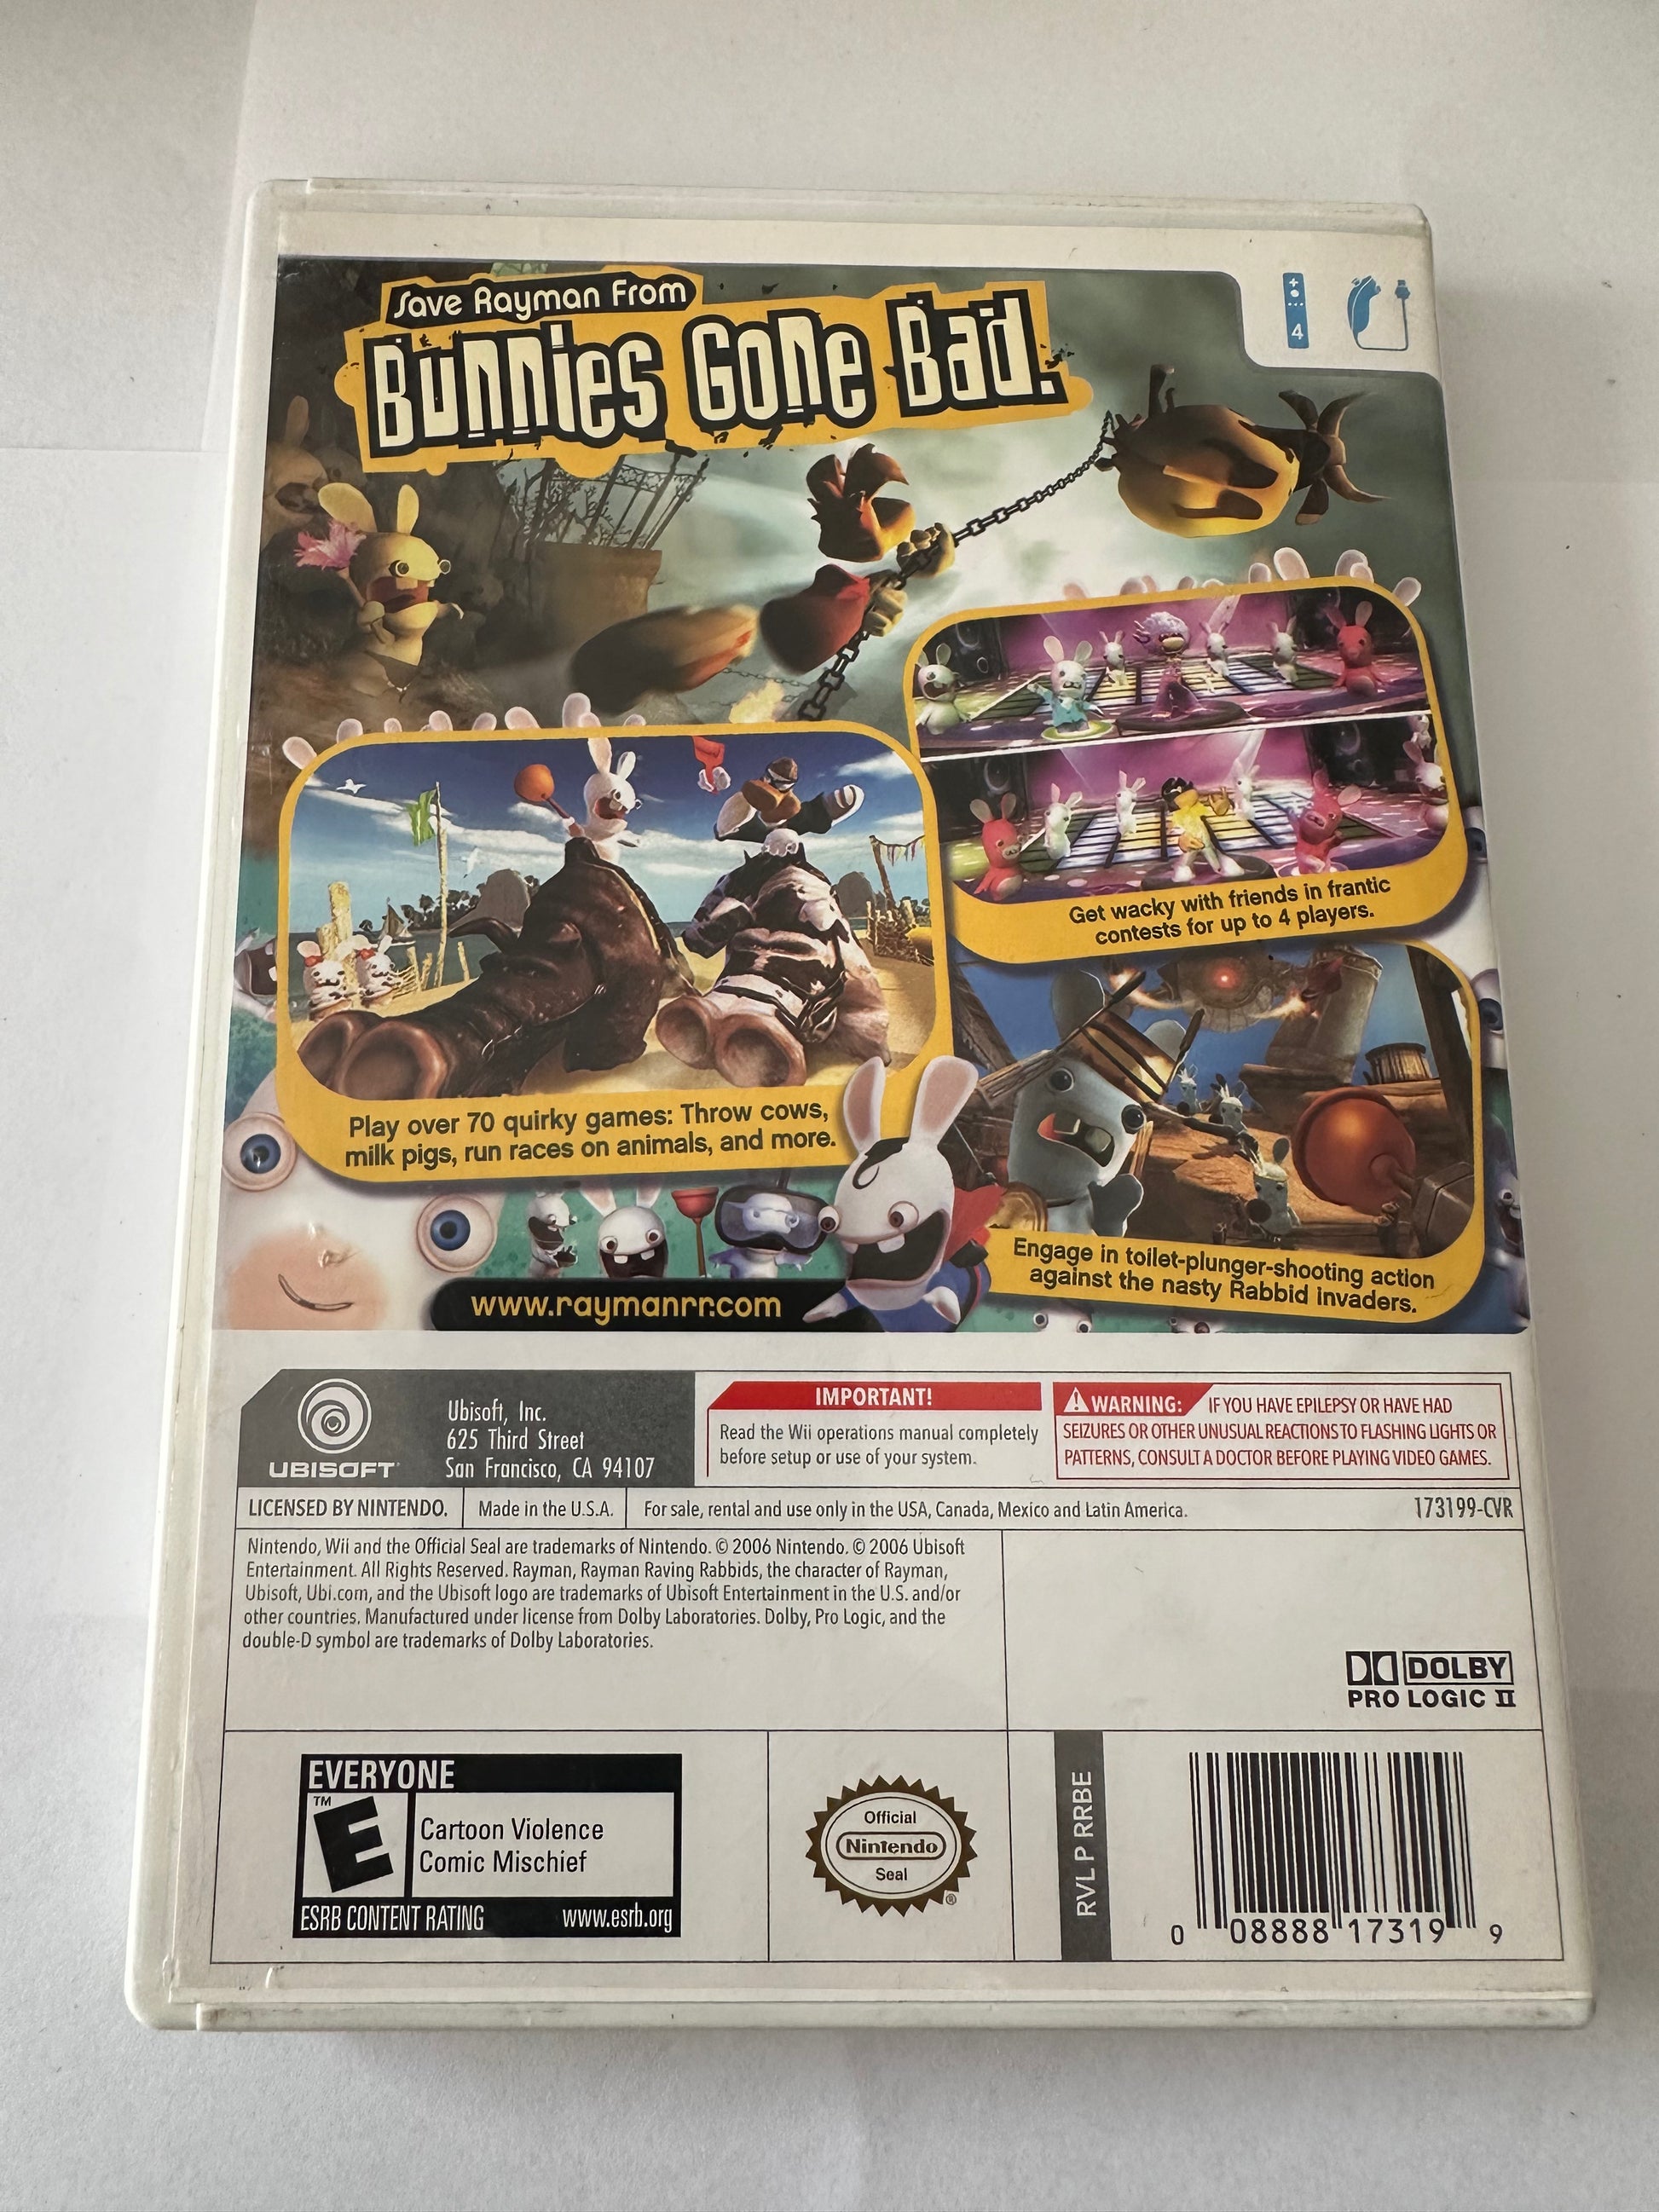 Save Rayman From
Bunnies Gone Bad.
4
Get wacky with friends in frantic
contests for up to 4 players.
Play over 70 quirky games: Throw cows,
milk pigs, run races on animals, and more.
Engage in toilet-plunger-shooting action
against the nasty Rabbid invaders.
www.raymanrr.com
UBISOFT
Ubisoft, Inc.
625 Third Street
San Francisco, CA 94107
IMPORTANT!
Read the Wii operations manual completely
before setup or use of your system.
WARNING: IF YOU HAVE EPILEPSY OR HAVE HAD
SEIZURES OR OTHER UNUSUAL REACTIONS TO FLASHING LIGHTS OR
PATTERNS, CONSULT A DOCTOR BEFORE PLAYING VIDEO GAMES.
LICENSED BY NINTENDO.
Made in the U.S.A.
For sale, rental and use only in the USA, Canada, Mexico and Latin America.
173199-CVR
Nintendo, Wii and the Official Seal are trademarks of Nintendo. © 2006 Nintendo. © 2006 Ubisoft
Entertainment. All Rights Reserved. Rayman, Rayman Raving Rabbids, the character of Rayman,
Ubisoft, Ubi.com, and the Ubisoft logo are trademarks of Ubisoft Entertainment in the U.S. and/or
other countries. Manufactured under license from Dolby Laboratories. Dolby, Pro Logic, and the
double-D symbol are trademarks of Dolby Laboratories.
DOLBY
PRO LOGIC II
EVERYONE
TM
E
Cartoon Violence
Comic Mischief
ESRB CONTENT RATING www.esrb.org
Official
Nintendo
Seal
®
RVL P RRBE
0 08888 17319 9